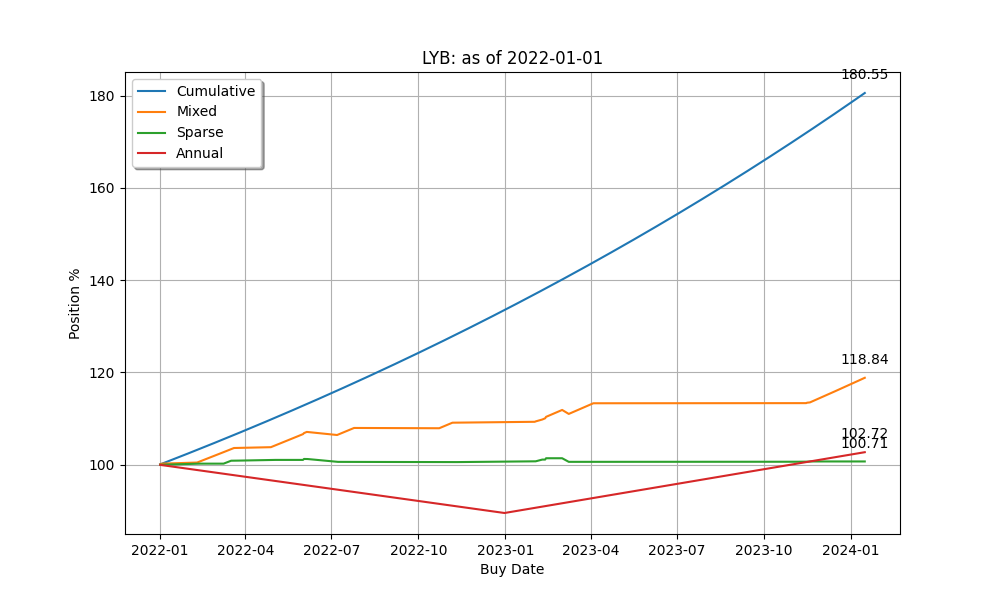 LYB: as of 2022-01-01
180.55
Cumulative
Mixed
Sparse
Annual
180
160
140
120
100
Position %
118.84
102.72
100.71
2022-01 2022-04 2022-07 2022-10 2023-01 2023-04 2023-07 2023-10 2024-01
Buy Date